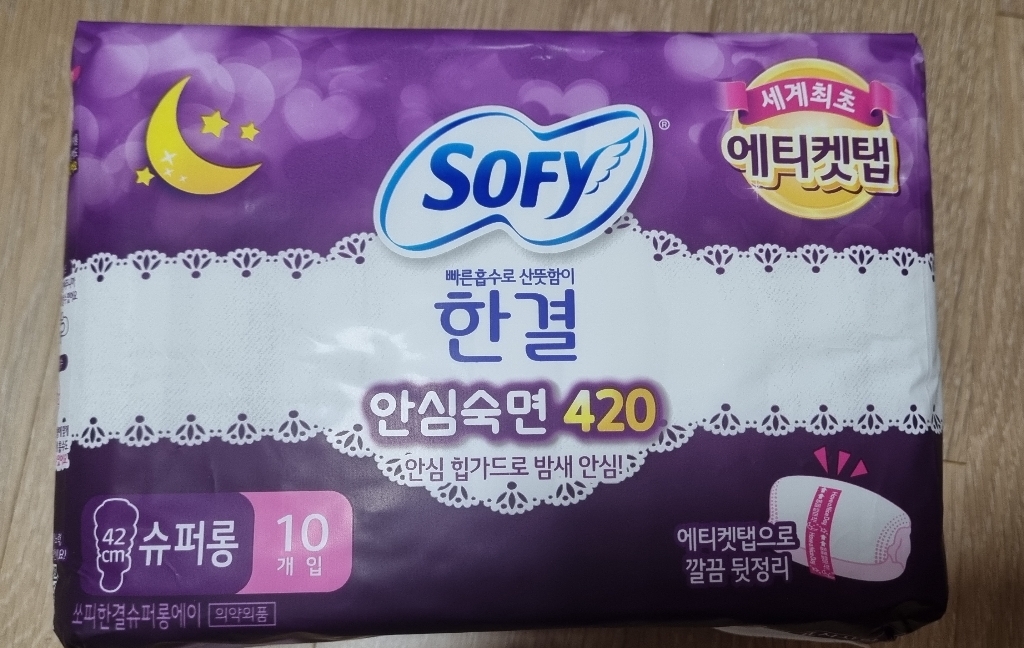 세계최초
에티켓탭
SOFY®
빠른흡수로 산뜻함이
한결
안심숙면 420
안심 힙가드로 밤새 안심!
42
cm
슈퍼롱
10
개 입
에티켓탭으로
깔끔 뒷정리
쏘피한결슈퍼롱에이 의약외품